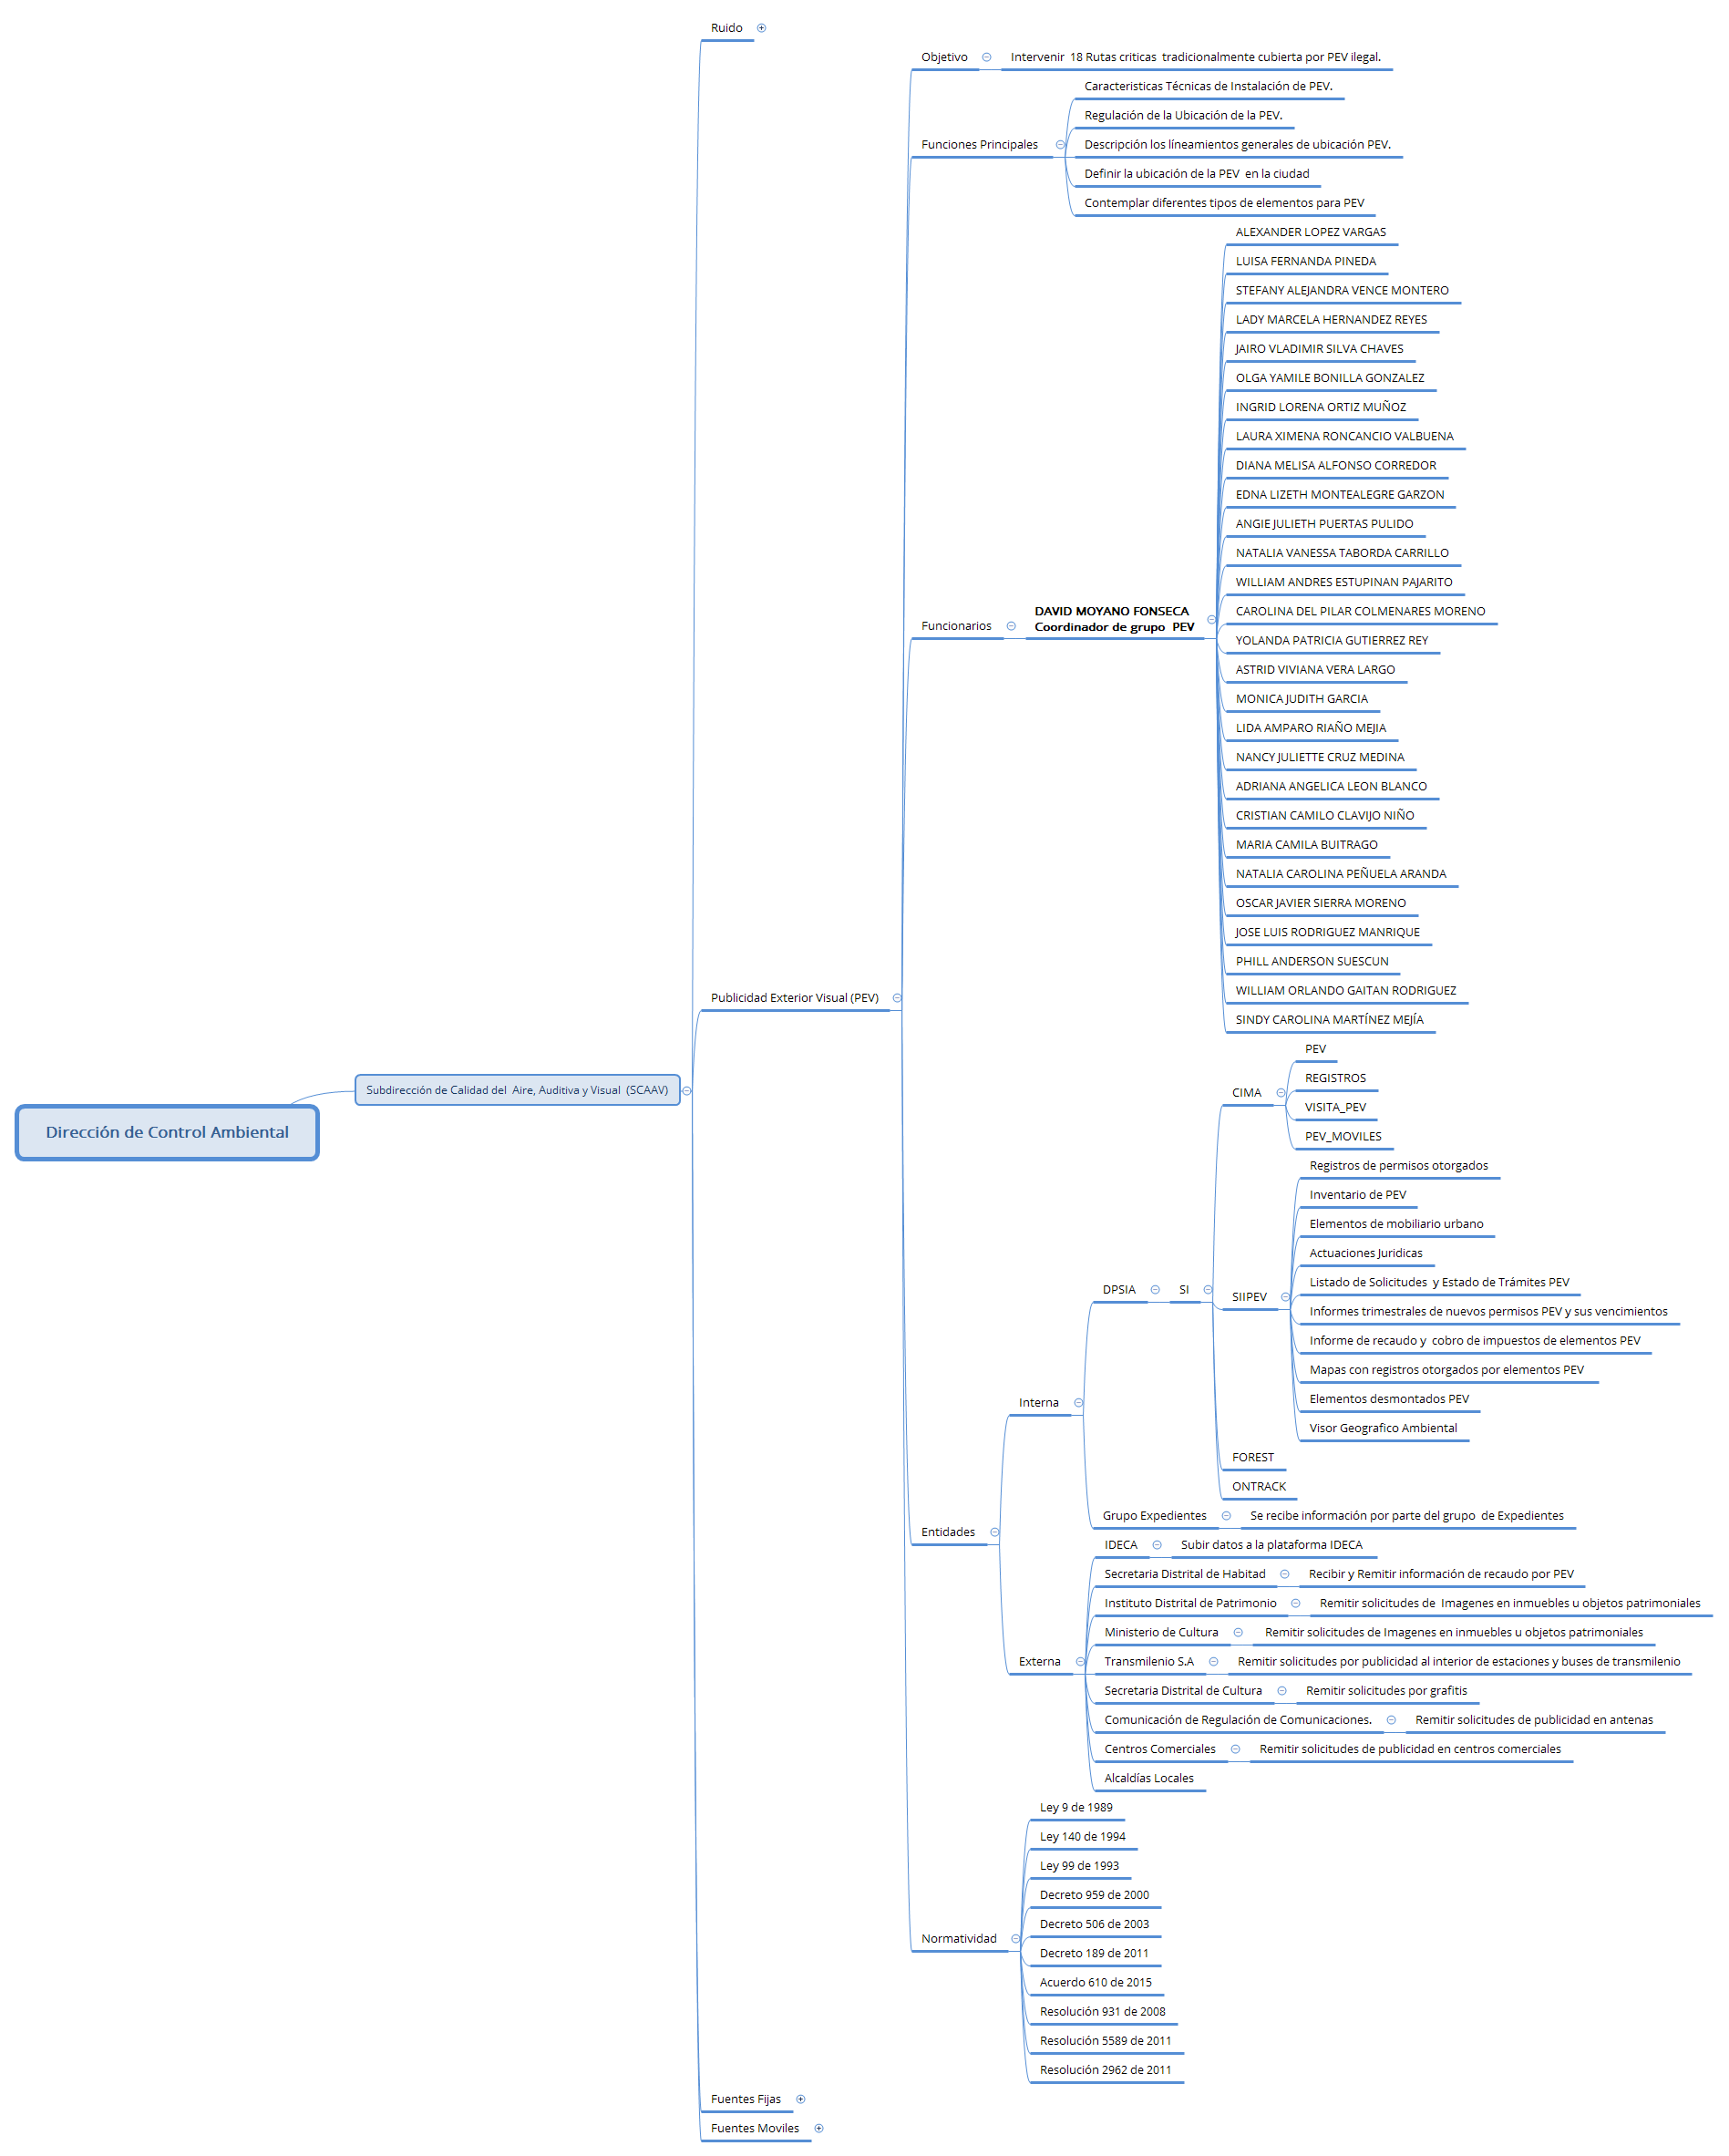 Dirección de Control Ambiental
Subdirección de Calidad del Aire, Auditiva y Visual (SCAAV)
Ruido
Publicidad Exterior Visual (PEV)
Objetivo
Intervenir 18 Rutas criticas tradicionalmente cubierta por PEV ilegal.
Funciones Principales
Caracteristicas Técnicas de Instalación de PEV.
Regulación de la Ubicación de la PEV.
Descripción los líneamientos generales de ubicación PEV.
Definir la ubicación de la PEV en la ciudad
Contemplar diferentes tipos de elementos para PEV
Funcionarios
DAVID MOYANO FONSECA
Coordinador de grupo PEV
ALEXANDER LOPEZ VARGAS
LUISA FERNANDA PINEDA
STEFANY ALEJANDRA VENCE MONTERO
LADY MARCELA HERNANDEZ REYES
JAIRO VLADIMIR SILVA CHAVES
OLGA YAMILE BONILLA GONZALEZ
INGRID LORENA ORTIZ MUÑOZ
LAURA XIMENA RONCANCIO VALBUENA
DIANA MELISA ALFONSO CORREDOR
EDNA LIZETH MONTEALEGRE GARZON
ANGIE JULIETH PUERTAS PULIDO
NATALIA VANESSA TABORDA CARRILLO
WILLIAM ANDRES ESTUPINAN PAJARITO
CAROLINA DEL PILAR COLMENARES MORENO
YOLANDA PATRICIA GUTIERREZ REY
ASTRID VIVIANA VERA LARGO
MONICA JUDITH GARCIA
LIDA AMPARO RIAÑO MEJIA
NANCY JULIETTE CRUZ MEDINA
ADRIANA ANGELICA LEON BLANCO
CRISTIAN CAMILO CLAVIJO NIÑO
MARIA CAMILA BUITRAGO
NATALIA CAROLINA PEÑUELA ARANDA
OSCAR JAVIER SIERRA MORENO
JOSE LUIS RODRIGUEZ MANRIQUE
PHILL ANDERSON SUESCUN
WILLIAM ORLANDO GAITAN RODRIGUEZ
SINDY CAROLINA MARTÍNEZ MEJÍA
Entidades
Interna
DPSIA
SI
CIMA
PEV
REGISTROS
VISITA_PEV
PEV_MOVILES
SIIPEV
Registros de permisos otorgados
Inventario de PEV
Elementos de mobiliario urbano
Actuaciones Juridicas
Listado de Solicitudes y Estado de Trámites PEV
Informes trimestrales de nuevos permisos PEV y sus vencimientos
Informe de recaudo y cobro de impuestos de elementos PEV
Mapas con registros otorgados por elementos PEV
Elementos desmontados PEV
Visor Geografico Ambiental
FOREST
ONTRACK
Grupo Expedientes
Se recibe información por parte del grupo de Expedientes
Externa
IDECA
Subir datos a la plataforma IDECA
Secretaria Distrital de Habitad
Recibir y Remitir información de recaudo por PEV
Instituto Distrital de Patrimonio
Remitir solicitudes de Imagenes en inmuebles u objetos patrimoniales
Ministerio de Cultura
Remitir solicitudes de Imagenes en inmuebles u objetos patrimoniales
Transmilenio S.A
Remitir solicitudes por publicidad al interior de estaciones y buses de transmilenio
Secretaria Distrital de Cultura
Remitir solicitudes por grafitis
Comunicación de Regulación de Comunicaciones.
Remitir solicitudes de publicidad en antenas
Centros Comerciales
Remitir solicitudes de publicidad en centros comerciales
Alcaldías Locales
Normatividad
Ley 9 de 1989
Ley 140 de 1994
Ley 99 de 1993
Decreto 959 de 2000
Decreto 506 de 2003
Decreto 189 de 2011
Acuerdo 610 de 2015
Resolución 931 de 2008
Resolución 5589 de 2011
Resolución 2962 de 2011
Fuentes Fijas
Fuentes Moviles